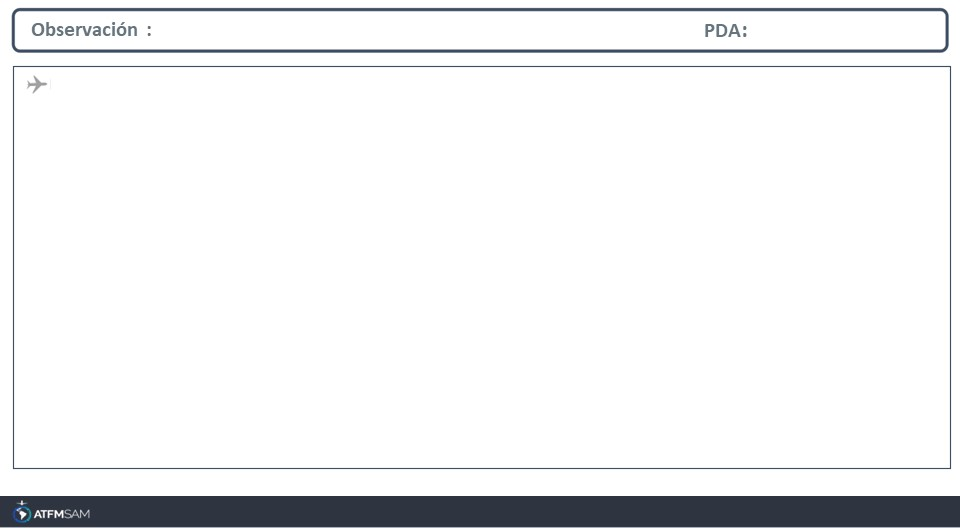 Observación :
PDA:
ATFMSAM